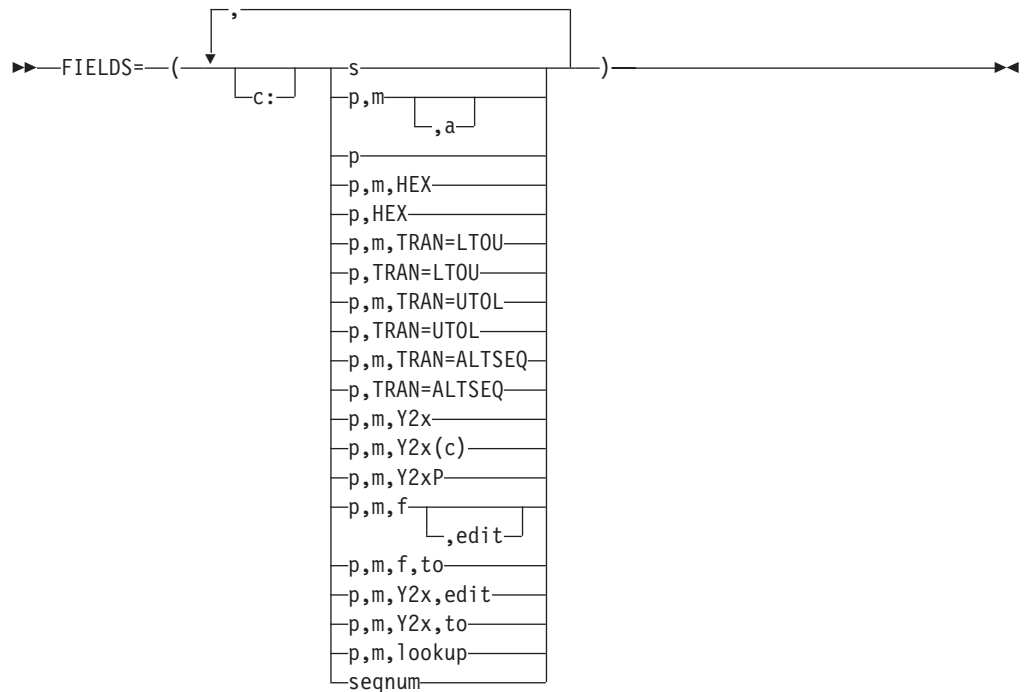 ,
FIELDS= ( s )
c:
p,m
,a
p
p,m,HEX
p,HEX
p,m,TRAN=LTOU
p,TRAN=LTOU
p,m,TRAN=UTOL
p,TRAN=UTOL
p,m,TRAN=ALTSEQ
p,TRAN=ALTSEQ
p,m,Y2x
p,m,Y2x(c)
p,m,Y2xP
p,m,f
,edit
p,m,f,to
p,m,Y2x,edit
p,m,Y2x,to
p,m,lookup
seqnum